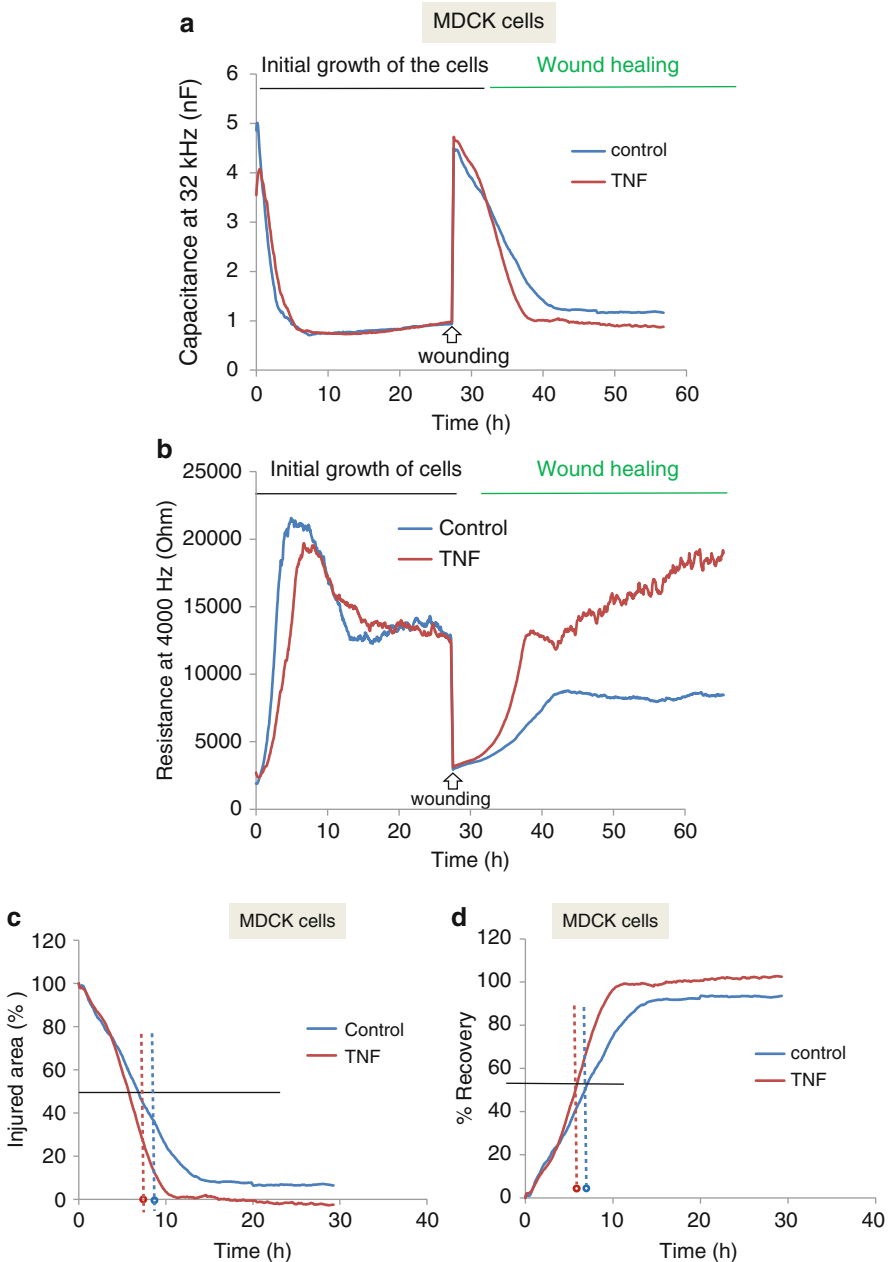 a
MDCK cells
Initial growth of the cells
Wound healing
Capacitance at 32 kHz (nF)
6
5
4
3
2
1
0
control
TNF
wounding
0 10 20 30 40 50 60
Time (h)
b
Initial growth of cells
Wound healing
Resistance at 4000 Hz (Ohm)
25000
20000
15000
10000
5000
0
Control
TNF
wounding
0 10 20 30 40 50 60
Time (h)
c
MDCK cells
Injured area (% )
120
100
80
60
40
20
0
Control
TNF
0 10 20 30 40
Time (h)
d
MDCK cells
% Recovery
120
100
80
60
40
20
0
control
TNF
0 10 20 30 40
Time (h)